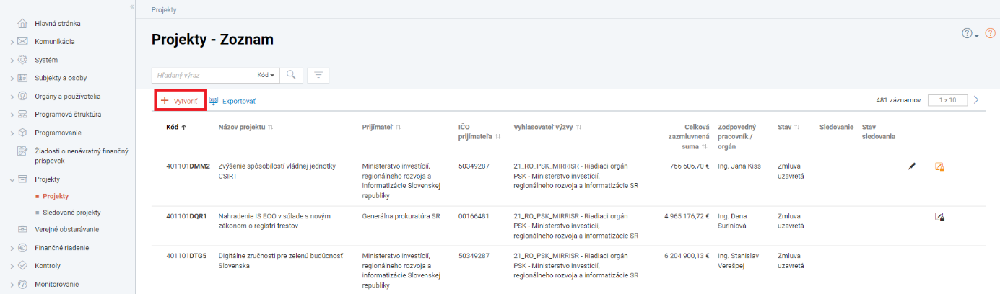 Hlavná stránka
Komunikácia
Systém
Subjekty a osoby
Orgány a používatelia
Programová štruktúra
Programovanie
Žiadosti o nenávratný finančný
príspevok
Projekty
Projekty
Sledované projekty
Verejné obstarávanie
Finančné riadenie
Kontroly
Monitorovanie
Projekty
Projekty - Zoznam
Hľadaný výraz Kód
Vytvoriť XLS Exportovať 481 záznamov 1 z 10
Kód Názov projektu Prijímateľ IČO Vyhlasovateľ výzvy Celková Zodpovedný Stav Sledovanie Stav
prijímateľa zazmluvnená pracovník / sledovania
suma orgán
401101DMM2 Zvýšenie spôsobilostí vládnej jednotky Ministerstvo investícií, 50349287 21_RO_PSK_MIRRISR - Riadiaci orgán 766 606,70 € Ing. Jana Kiss Zmluva
CSIRT regionálneho rozvoja a PSK - Ministerstvo investícií, uzavretá
informatizácie Slovenskej regionálneho rozvoja a informatizácie SR
republiky
401101DQR1 Nahradenie IS EOO v súlade s novým Generálna prokuratúra SR 00166481 21_RO_PSK_MIRRISR - Riadiaci orgán 4 965 176,72 € Ing. Dana Zmluva
zákonom o registri trestov PSK - Ministerstvo investícií, Suríniová uzavretá
regionálneho rozvoja a informatizácie SR
401101DTG5 Digitálne zručnosti pre zelenú budúcnosť Ministerstvo investícií, 50349287 21_RO_PSK_MIRRISR - Riadiaci orgán 6 204 900,13 € Ing. Stanislav Zmluva
Slovenska regionálneho rozvoja a PSK - Ministerstvo investícií, Verešpej uzavretá
informatizácie Slovenskej regionálneho rozvoja a informatizácie SR
republiky